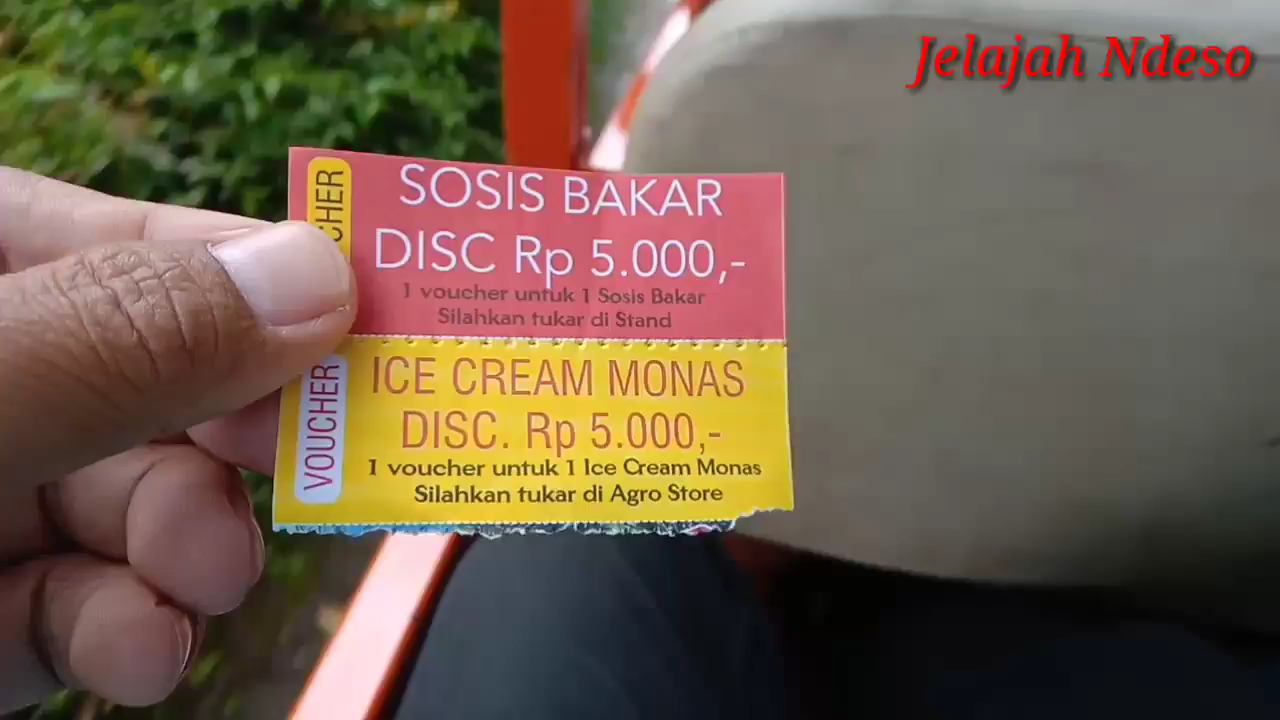 Jelajah Ndeso
SOSIS BAKAR
DISC Rp 5.000,-
1 voucher untuk 1 Sosis Bakar
Silahkan tukar di Stand
VOUCHER
ICE CREAM MONAS
DISC. Rp 5.000,-
1 voucher untuk 1 Ice Cream Monas
Silahkan tukar di Agro Store